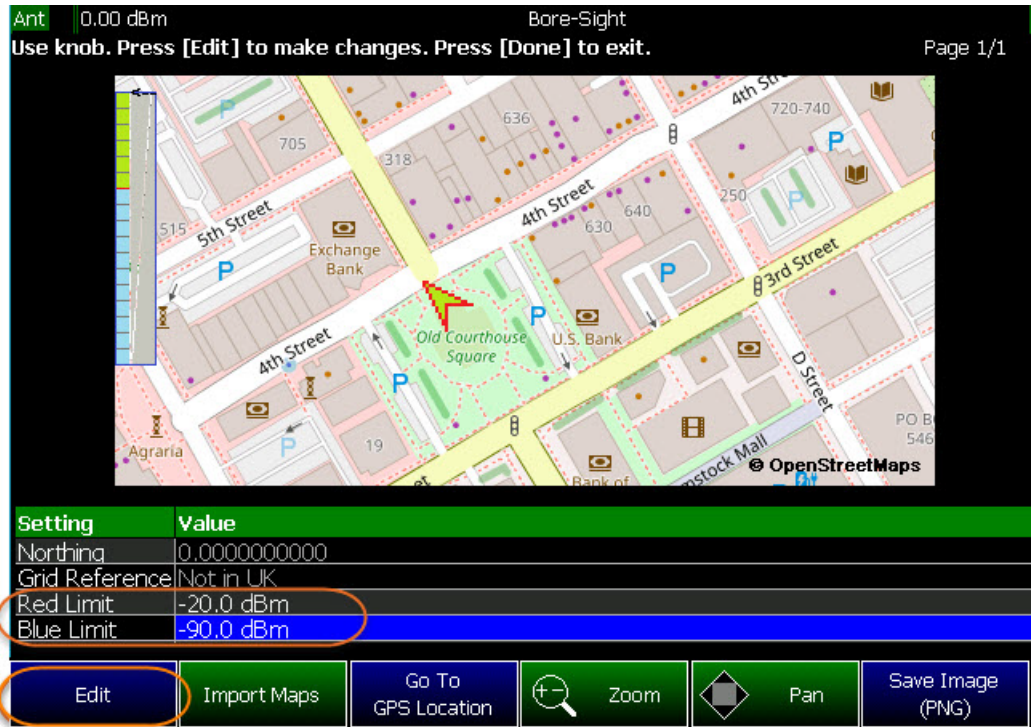 Ant 0.00 dBm Bore-Sight
Use knob. Press [Edit] to make changes. Press [Done] to exit. Page 1/1
4th St
720-740
636
P
P
705
318
P
250
P
4th Street
640
630
515
5th Street
3rd Street
Exchange
Bank
P
P
P
Old Courthouse
Square
U.S. Bank
4th Street
D Street
P
PO B
546
19
P
Agraria
mstock Mall
© OpenStreetMaps
et
Bank of
Setting Value
Northing 0.0000000000
Grid Reference Not in UK
Red Limit -20.0 dBm
Blue Limit -90.0 dBm
Edit
Import Maps
Go To
GPS Location
Zoom
Pan
Save Image
(PNG)